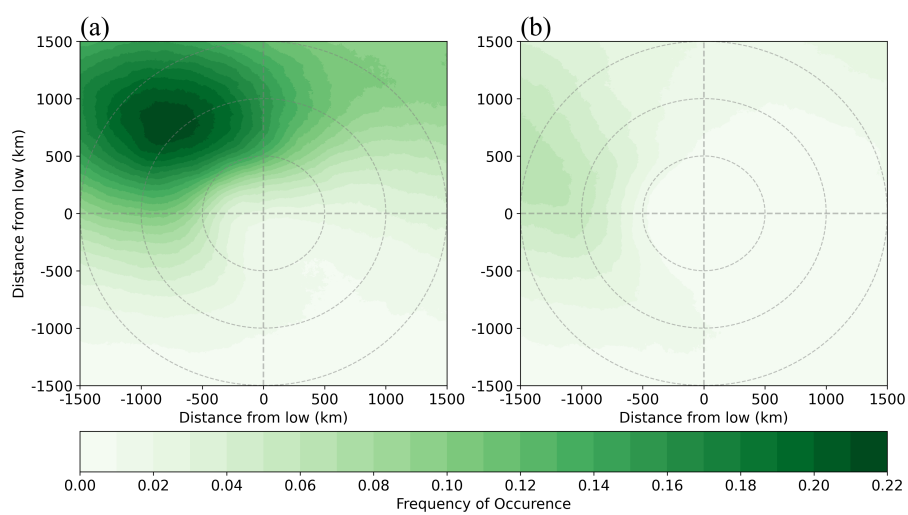 (a) (b)
1500 1500
1000 1000
500 500
0 0
-500 -500
-1000 -1000
-1500 -1500
Distance from low (km)
-1500 -1000 -500 0 500 1000 1500 -1500 -1000 -500 0 500 1000 1500
Distance from low (km) Distance from low (km)
0.00 0.02 0.04 0.06 0.08 0.10 0.12 0.14 0.16 0.18 0.20 0.22
Frequency of Occurence